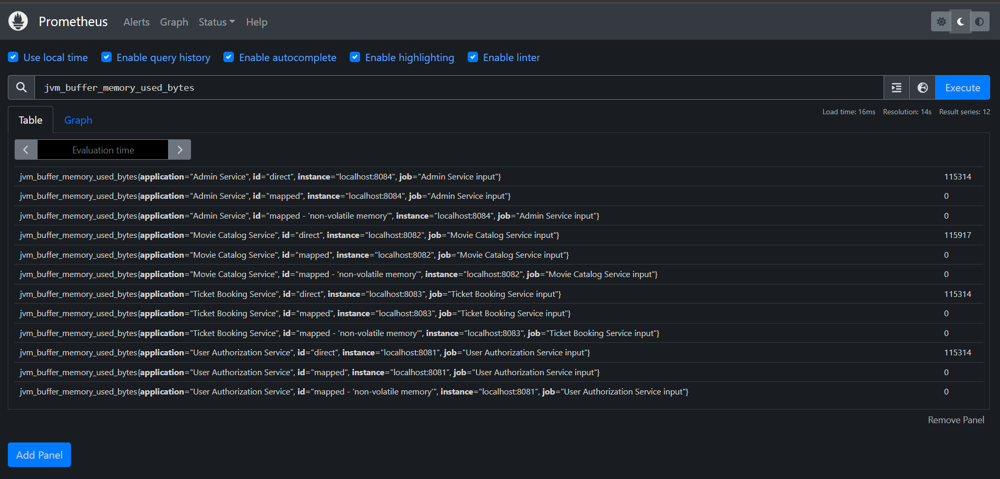 Prometheus Alerts Graph Status Help
Use local time Enable query history Enable autocomplete Enable highlighting Enable linter
jvm_buffer_memory_used_bytes Execute
Table Graph Load time: 16ms Resolution: 14s Result series: 12
Evaluation time
jvm_buffer_memory_used_bytes{application="Admin Service", id="direct", instance="localhost:8084", job="Admin Service input"} 115314
jvm_buffer_memory_used_bytes{application="Admin Service", id="mapped", instance="localhost:8084", job="Admin Service input"} 0
jvm_buffer_memory_used_bytes{application="Admin Service", id="mapped - 'non-volatile memory'", instance="localhost:8084", job="Admin Service input"} 0
jvm_buffer_memory_used_bytes{application="Movie Catalog Service", id="direct", instance="localhost:8082", job="Movie Catalog Service input"} 115917
jvm_buffer_memory_used_bytes{application="Movie Catalog Service", id="mapped", instance="localhost:8082", job="Movie Catalog Service input"} 0
jvm_buffer_memory_used_bytes{application="Movie Catalog Service", id="mapped - 'non-volatile memory'", instance="localhost:8082", job="Movie Catalog Service input"} 0
jvm_buffer_memory_used_bytes{application="Ticket Booking Service", id="direct", instance="localhost:8083", job="Ticket Booking Service input"} 115314
jvm_buffer_memory_used_bytes{application="Ticket Booking Service", id="mapped", instance="localhost:8083", job="Ticket Booking Service input"} 0
jvm_buffer_memory_used_bytes{application="Ticket Booking Service", id="mapped - 'non-volatile memory'", instance="localhost:8083", job="Ticket Booking Service input"} 0
jvm_buffer_memory_used_bytes{application="User Authorization Service", id="direct", instance="localhost:8081", job="User Authorization Service input"} 115314
jvm_buffer_memory_used_bytes{application="User Authorization Service", id="mapped", instance="localhost:8081", job="User Authorization Service input"} 0
jvm_buffer_memory_used_bytes{application="User Authorization Service", id="mapped - 'non-volatile memory'", instance="localhost:8081", job="User Authorization Service input"} 0
Remove Panel
Add Panel